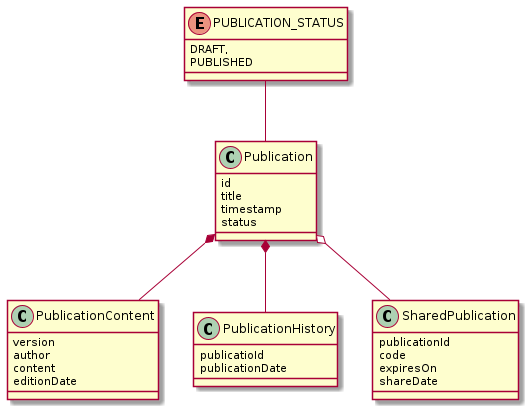 E PUBLICATION_STATUS
DRAFT,
PUBLISHED
C Publication
id
title
timestamp
status
C PublicationContent
version
author
content
editionDate
C PublicationHistory
publicatioId
publicationDate
C SharedPublication
publicationId
code
expiresOn
shareDate